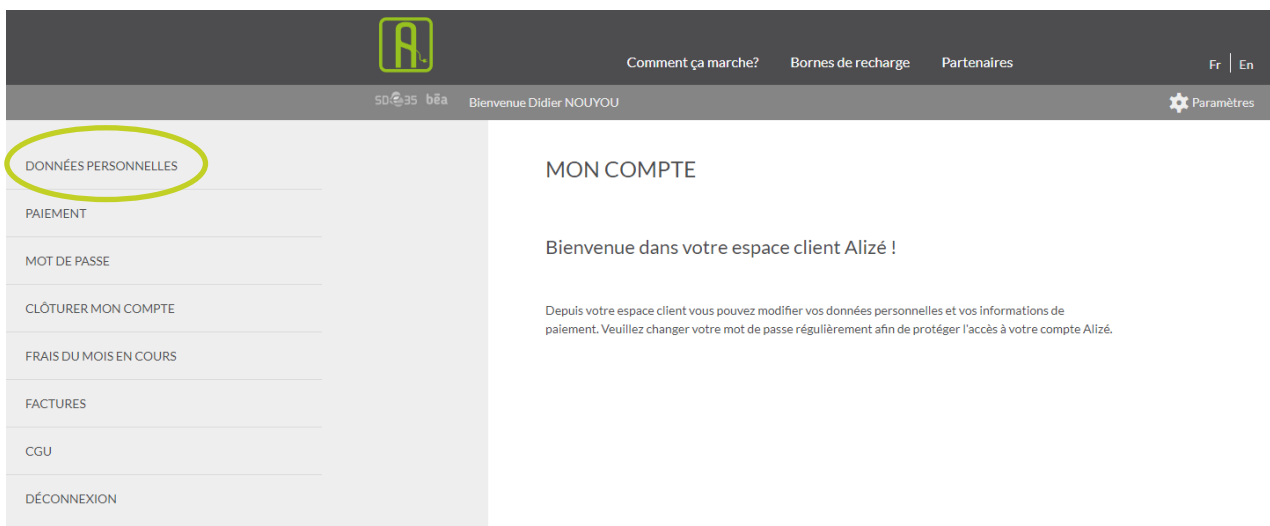 Comment ça marche? Bornes de recharge Partenaires Fr En
SDe35 bēa Bienvenue Didier NOUYOU Paramètres
DONNÉES PERSONNELLES
PAIEMENT
MOT DE PASSE
CLÔTURER MON COMPTE
FRAIS DU MOIS EN COURS
FACTURES
CGU
DÉCONNEXION
MON COMPTE
Bienvenue dans votre espace client Alizé !
Depuis votre espace client vous pouvez modifier vos données personnelles et vos informations de
paiement. Veuillez changer votre mot de passe régulièrement afin de protéger l'accès à votre compte Alizé.